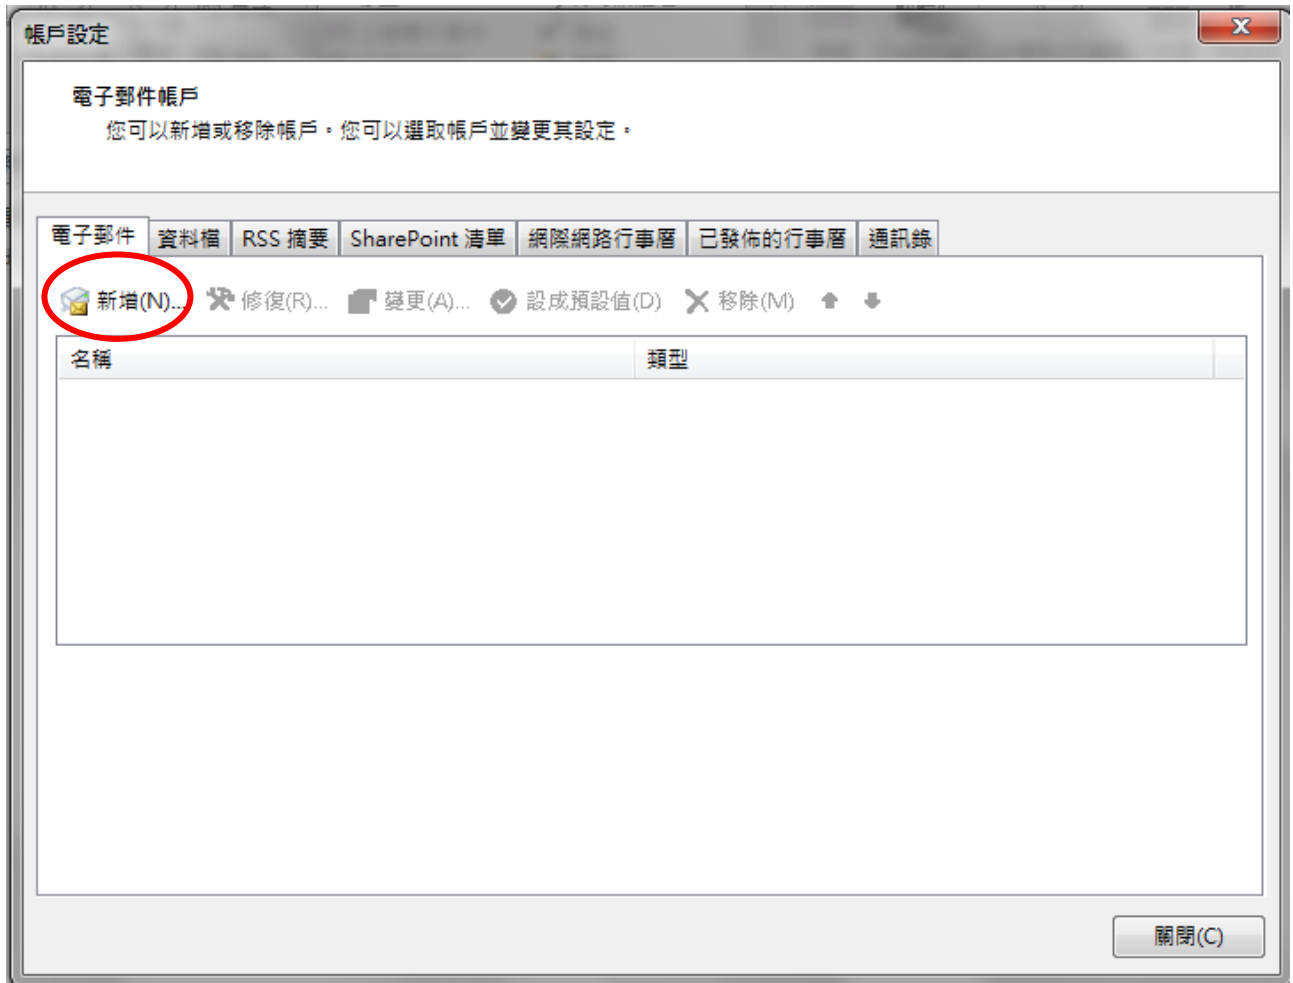 帳戶設定
電子郵件帳戶
您可以新增或移除帳戶。您可以選取帳戶並變更其設定。
電子郵件 資料檔 RSS 摘要 SharePoint 清單 網際網路行事曆 已發佈的行事曆 通訊錄
新增(N)... 修復(R)... 變更(A)... 設成預設值(D) 移除(M)
名稱 類型
關閉(C)